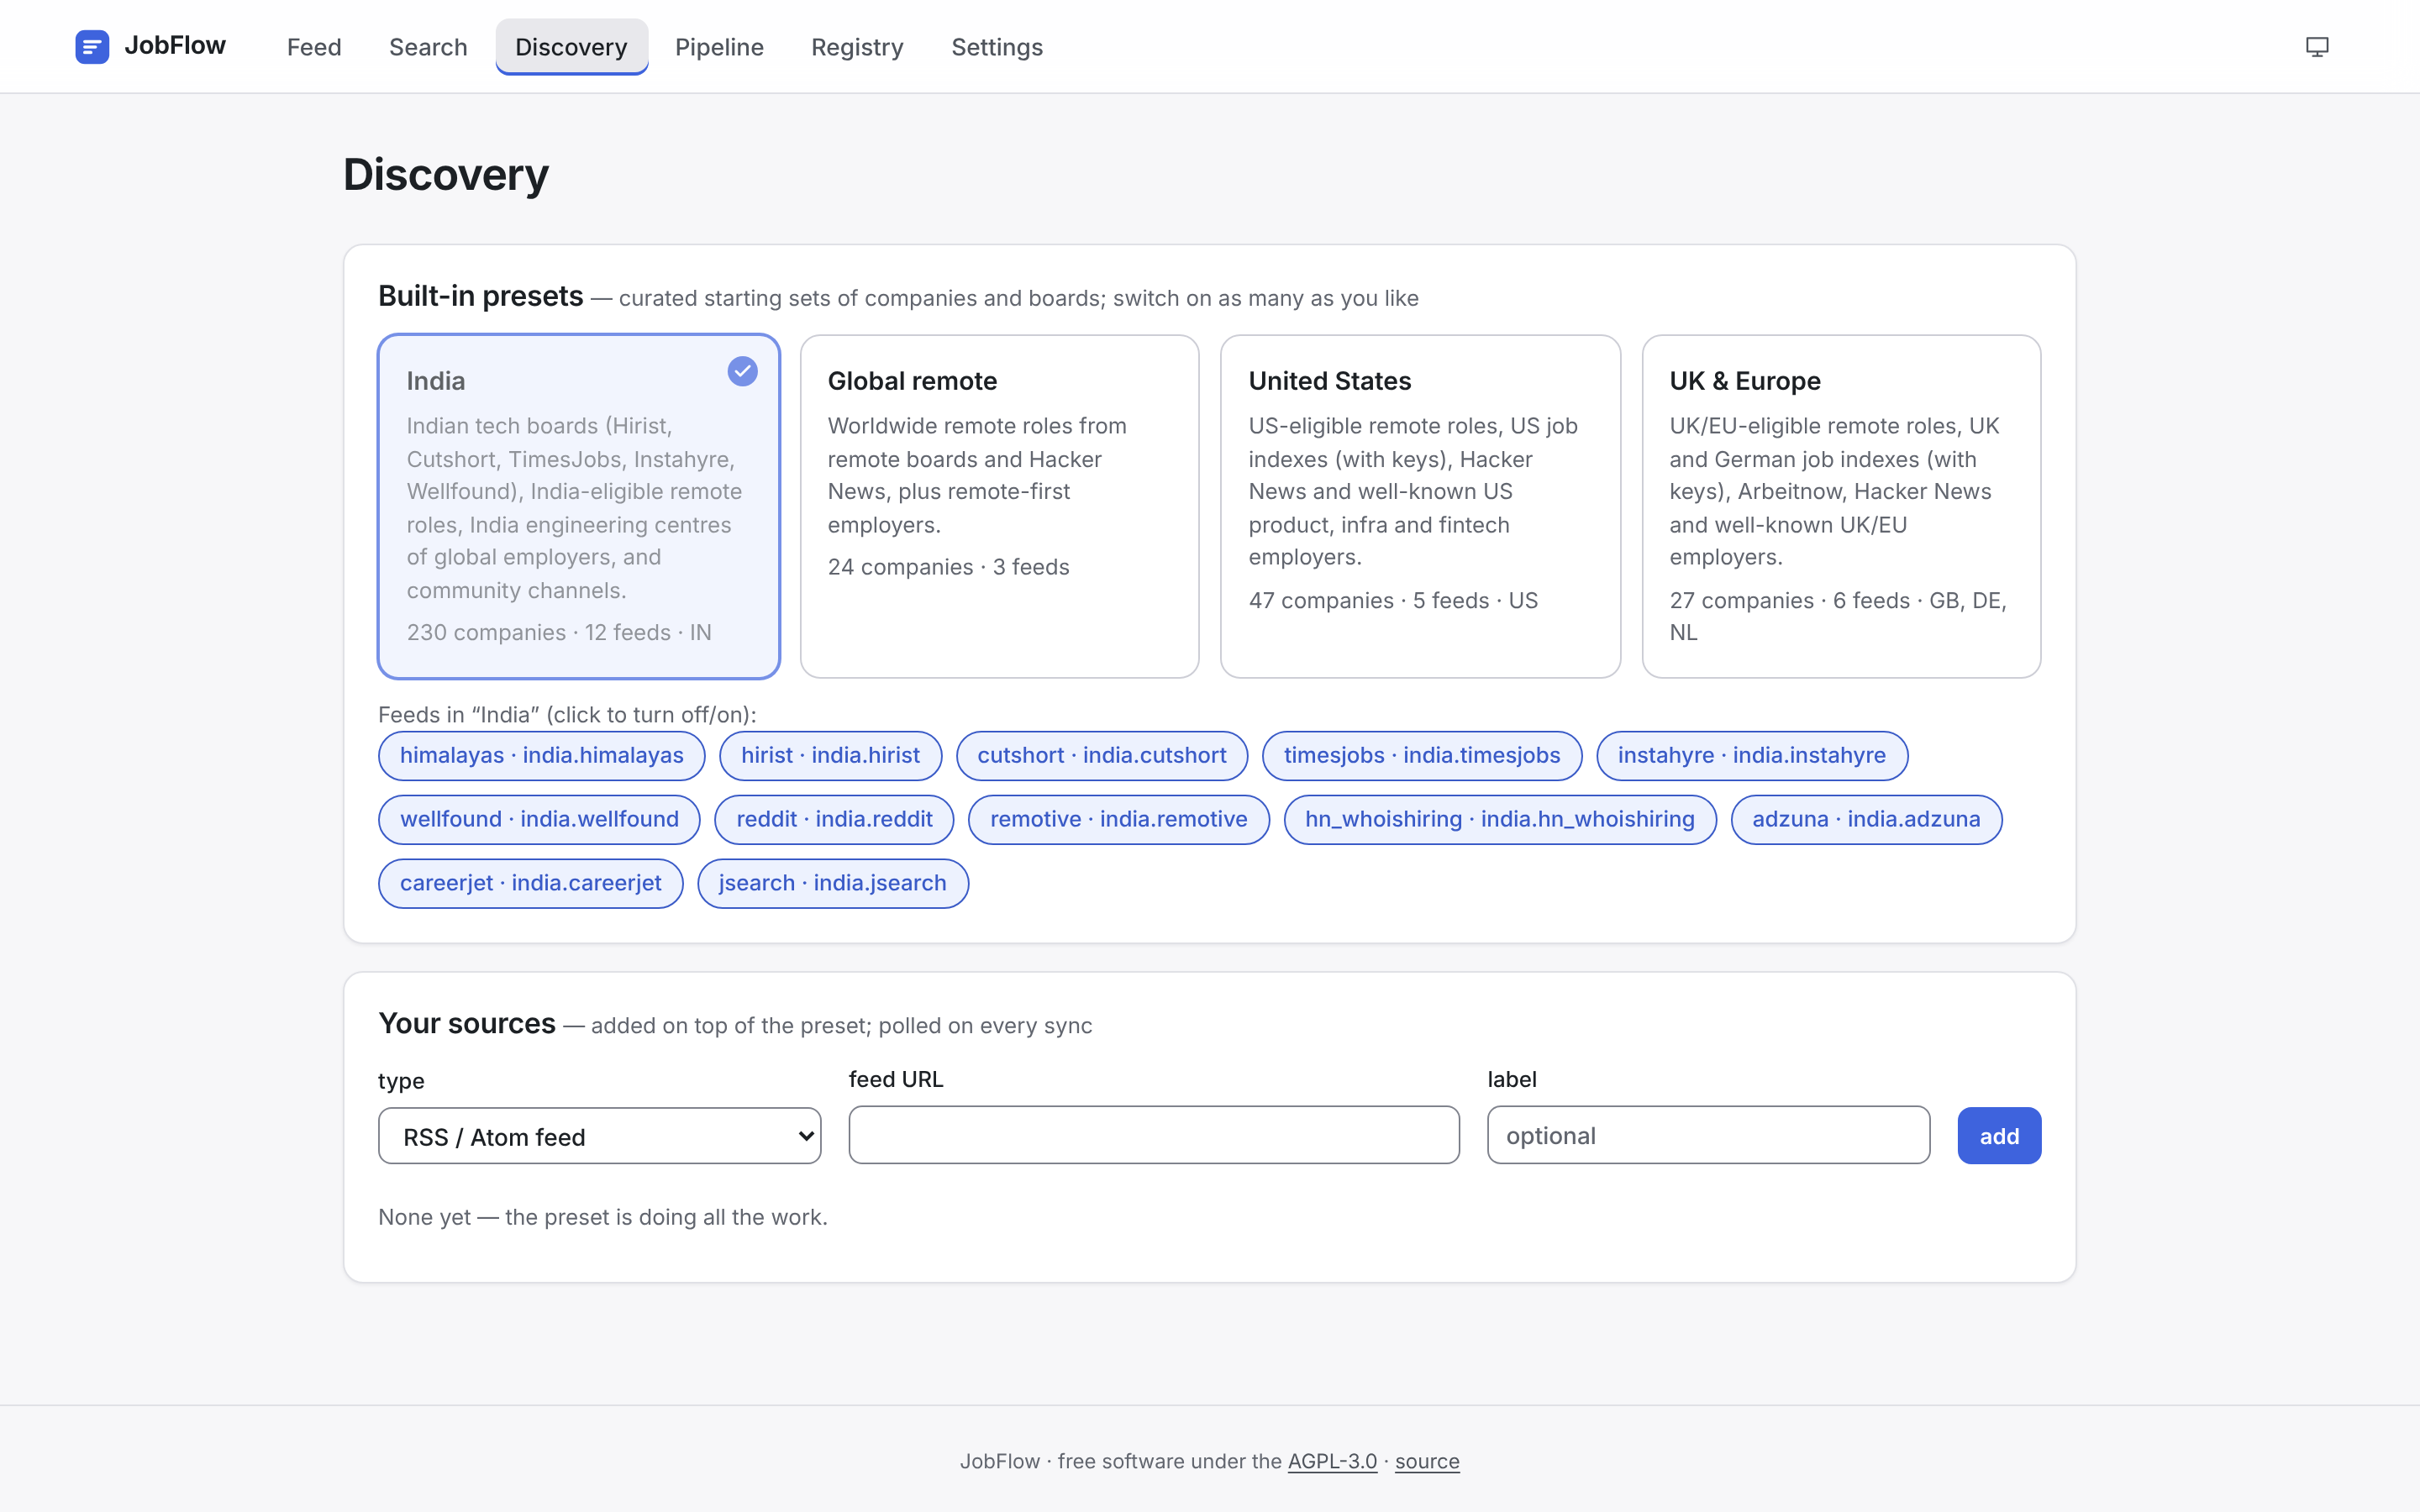 JobFlow
Feed
Search
Discovery
Pipeline
Registry
Settings
Discovery
Built-in presets — curated starting sets of companies and boards; switch on as many as you like
India
Indian tech boards (Hirist,
Cutshort, TimesJobs, Instahyre,
Wellfound), India-eligible remote
roles, India engineering centres
of global employers, and
community channels.
230 companies · 12 feeds · IN
Global remote
Worldwide remote roles from
remote boards and Hacker
News, plus remote-first
employers.
24 companies · 3 feeds
United States
US-eligible remote roles, US job
indexes (with keys), Hacker
News and well-known US
product, infra and fintech
employers.
47 companies · 5 feeds · US
UK & Europe
UK/EU-eligible remote roles, UK
and German job indexes (with
keys), Arbeitnow, Hacker News
and well-known UK/EU
employers.
27 companies · 6 feeds · GB, DE,
NL
Feeds in “India” (click to turn off/on):
himalayas · india.himalayas
hirist · india.hirist
cutshort · india.cutshort
timesjobs · india.timesjobs
instahyre · india.instahyre
wellfound · india.wellfound
reddit · india.reddit
remotive · india.remotive
hn_whoishiring · india.hn_whoishiring
adzuna · india.adzuna
careerjet · india.careerjet
jsearch · india.jsearch
Your sources — added on top of the preset; polled on every sync
type
feed URL
label
RSS / Atom feed
optional
add
None yet — the preset is doing all the work.
JobFlow · free software under the AGPL-3.0 · source